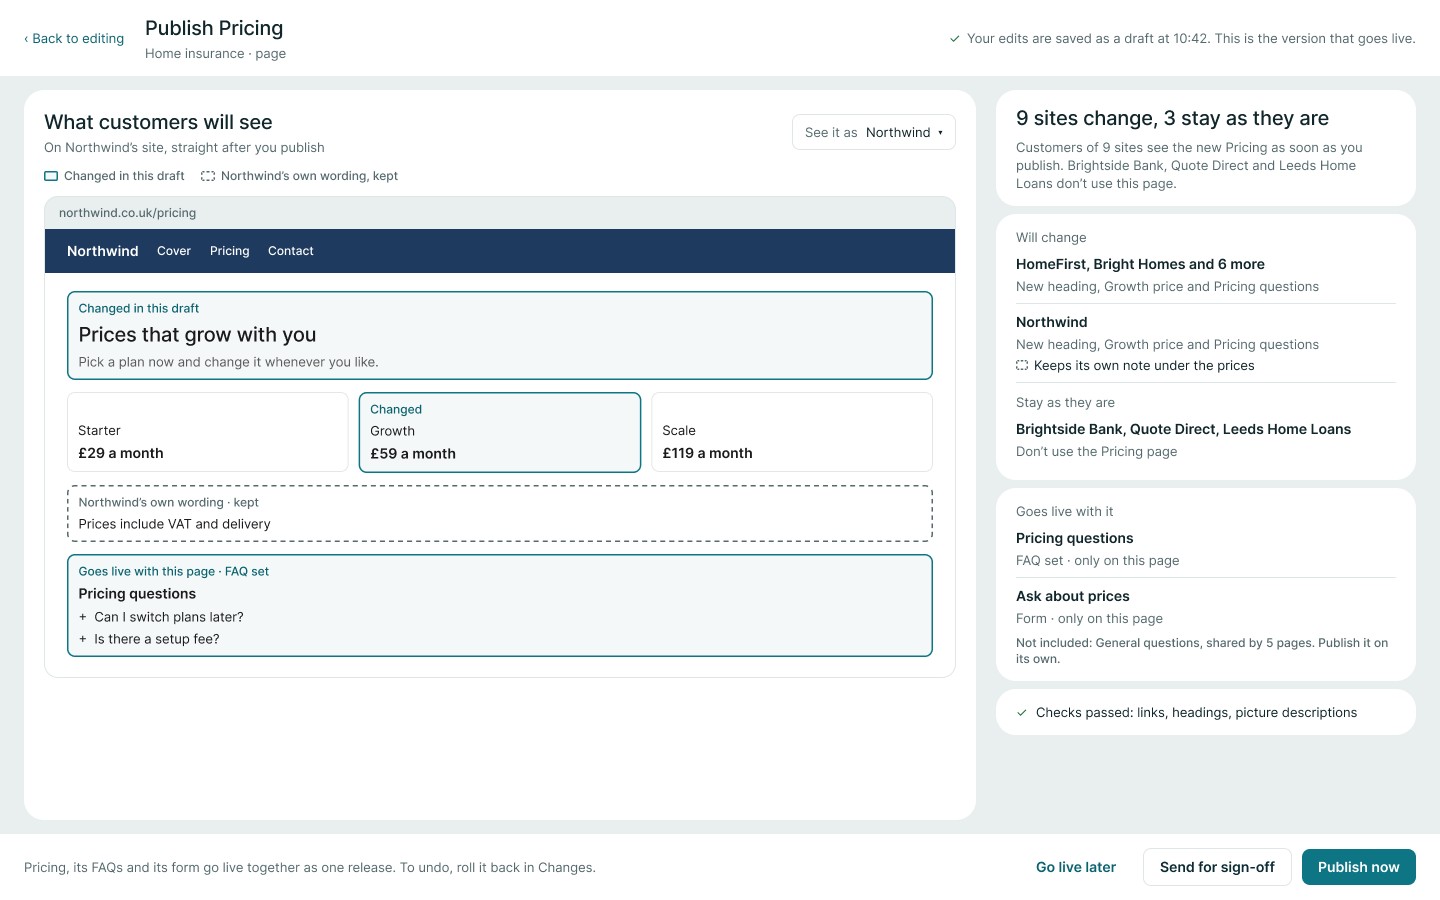 ‹ Back to editing
Publish Pricing
Home insurance · page
✓ Your edits are saved as a draft at 10:42. This is the version that goes live.
What customers will see
On Northwind’s site, straight after you publish
See it as Northwind ▾
Changed in this draft
Northwind’s own wording, kept
northwind.co.uk/pricing
Northwind Cover Pricing Contact
Changed in this draft
Prices that grow with you
Pick a plan now and change it whenever you like.
Starter
£29 a month
Changed
Growth
£59 a month
Scale
£119 a month
Northwind’s own wording · kept
Prices include VAT and delivery
Goes live with this page · FAQ set
Pricing questions
+ Can I switch plans later?
+ Is there a setup fee?
9 sites change, 3 stay as they are
Customers of 9 sites see the new Pricing as soon as you
publish. Brightside Bank, Quote Direct and Leeds Home
Loans don’t use this page.
Will change
HomeFirst, Bright Homes and 6 more
New heading, Growth price and Pricing questions
Northwind
New heading, Growth price and Pricing questions
Keeps its own note under the prices
Stay as they are
Brightside Bank, Quote Direct, Leeds Home Loans
Don’t use the Pricing page
Goes live with it
Pricing questions
FAQ set · only on this page
Ask about prices
Form · only on this page
Not included: General questions, shared by 5 pages. Publish it on
its own.
✓ Checks passed: links, headings, picture descriptions
Pricing, its FAQs and its form go live together as one release. To undo, roll it back in Changes.
Go live later
Send for sign-off
Publish now